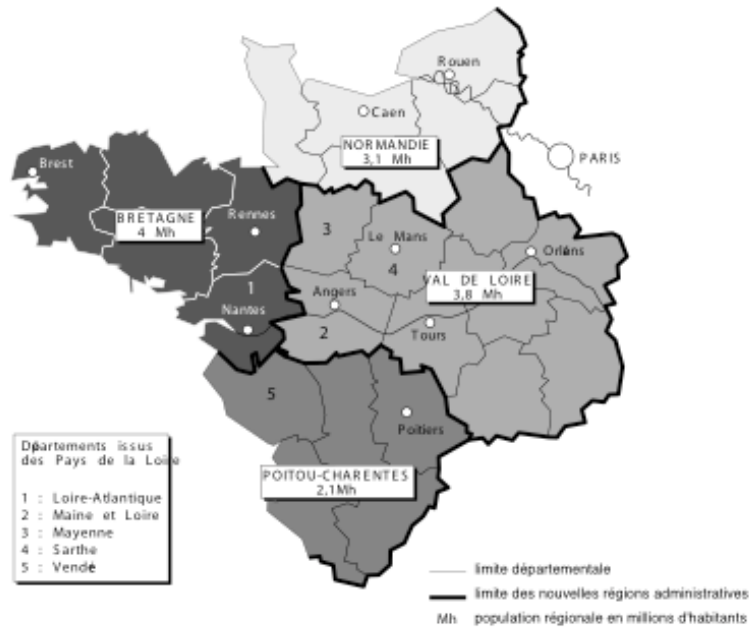 Rouen
Caen
NORMANDIE
3,1 Mh
PARIS
Brest
BRETAGNE
4 Mh
Rennes
3
Le Mans
4
Orléns
VAL DE LOIRE
3,8 Mh
1
Angers
Nantes
2
Tours
5
Poitiers
POITOU-CHARENTES
2,1Mh
Départements issus
des Pays de la Loire
1 : Loire-Atlantique
2 : Maine et Loire
3 : Mayenne
4 : Sarthe
5 : Vendé
limite départementale
limite des nouvelles régions administratives
Mh population régionale en millions d'habitants